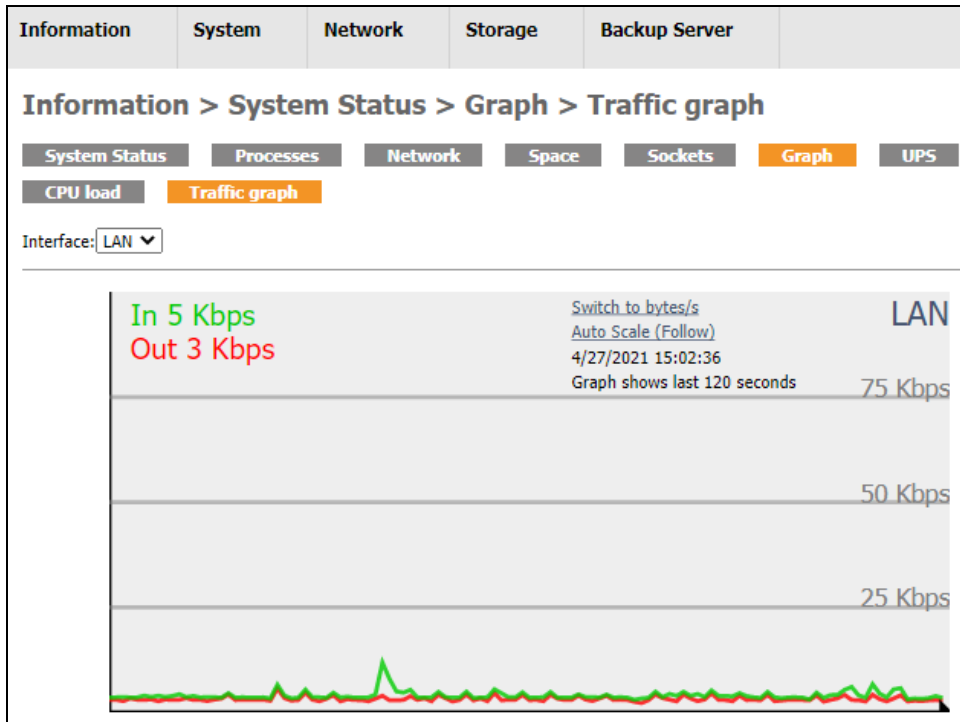 Information System Network Storage Backup Server
Information > System Status > Graph > Traffic graph
System Status Processes Network Space Sockets Graph UPS
CPU load Traffic graph
Interface: LAN
In 5 Kbps
Out 3 Kbps
Switch to bytes/s
Auto Scale (Follow)
4/27/2021 15:02:36
Graph shows last 120 seconds
LAN
75 Kbps
50 Kbps
25 Kbps